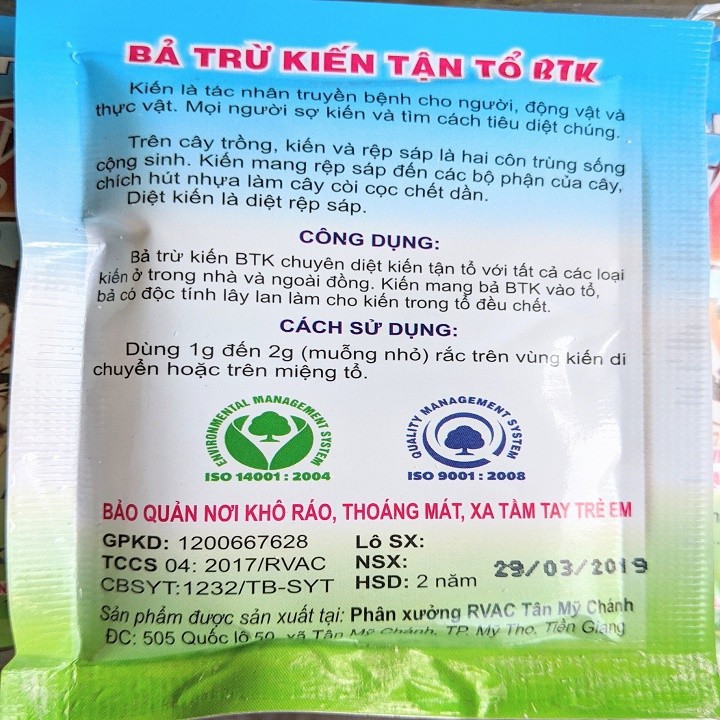 BẢ TRỪ KIẾN TẬN TỔ BTK
Kiến là tác nhân truyền bệnh cho người, động vật và
thực vật. Mọi người sợ kiến và tìm cách tiêu diệt chúng.
Trên cây trồng, kiến và rệp sáp là hai côn trùng sống
cộng sinh. Kiến mang rệp sáp đến các bộ phận của cây,
chích hút nhựa làm cây còi cọc chết dần.
Diệt kiến là diệt rệp sáp.
CÔNG DỤNG:
Bả trừ kiến BTK chuyên diệt kiến tận tổ với tất cả các loại
kiến ở trong nhà và ngoài đồng. Kiến mang bả BTK vào tổ,
bả có độc tính lây lan làm cho kiến trong tổ đều chết.
CÁCH SỬ DỤNG:
Dùng 1g đến 2g (muỗng nhỏ) rắc trên vùng kiến di
chuyển hoặc trên miệng tổ.
ENVIRONMENTAL MANAGEMENT SYSTEM
ISO 14001 : 2004
QUALITY MANAGEMENT SYSTEM
ISO 9001 : 2008
BẢO QUẢN NƠI KHÔ RÁO, THOÁNG MÁT, XA TẦM TAY TRẺ EM
GPKD: 1200667628
TCCS 04: 2017/RVAC
CBSYT:1232/TB-SYT
Lô SX:
NSX: 29/03/2019
HSD: 2 năm
Sản phẩm được sản xuất tại: Phân xưởng RVAC Tân Mỹ Chánh
ĐC: 505 Quốc lộ 50, xã Tân Mỹ Chánh, TP. Mỹ Tho, Tiền Giang